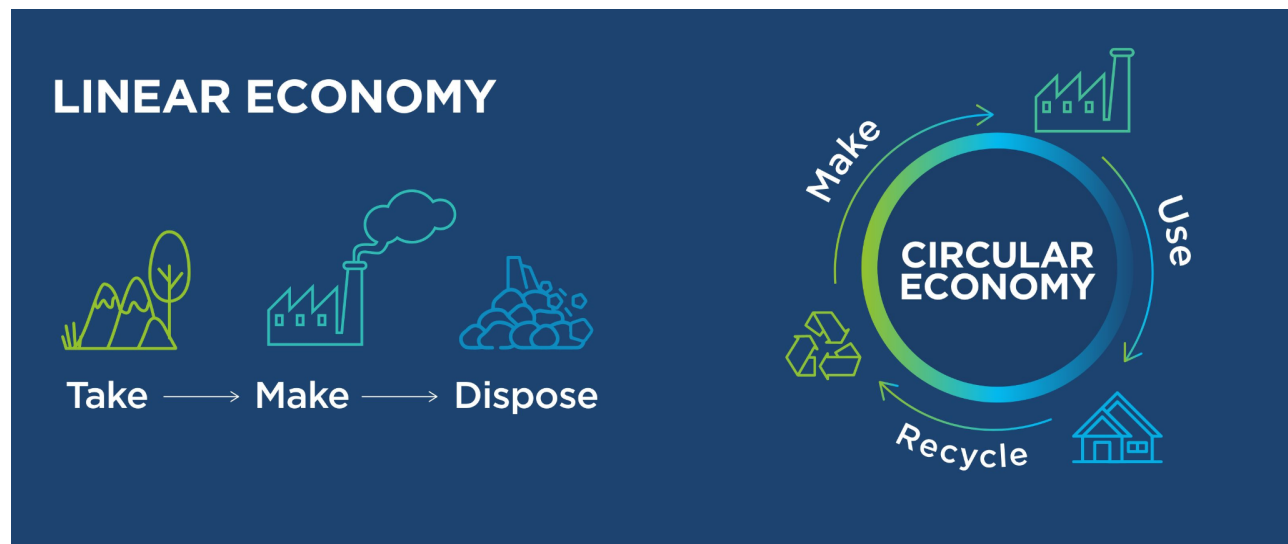 LINEAR ECONOMY
Take → Make → Dispose
Make
Use
CIRCULAR
ECONOMY
Recycle